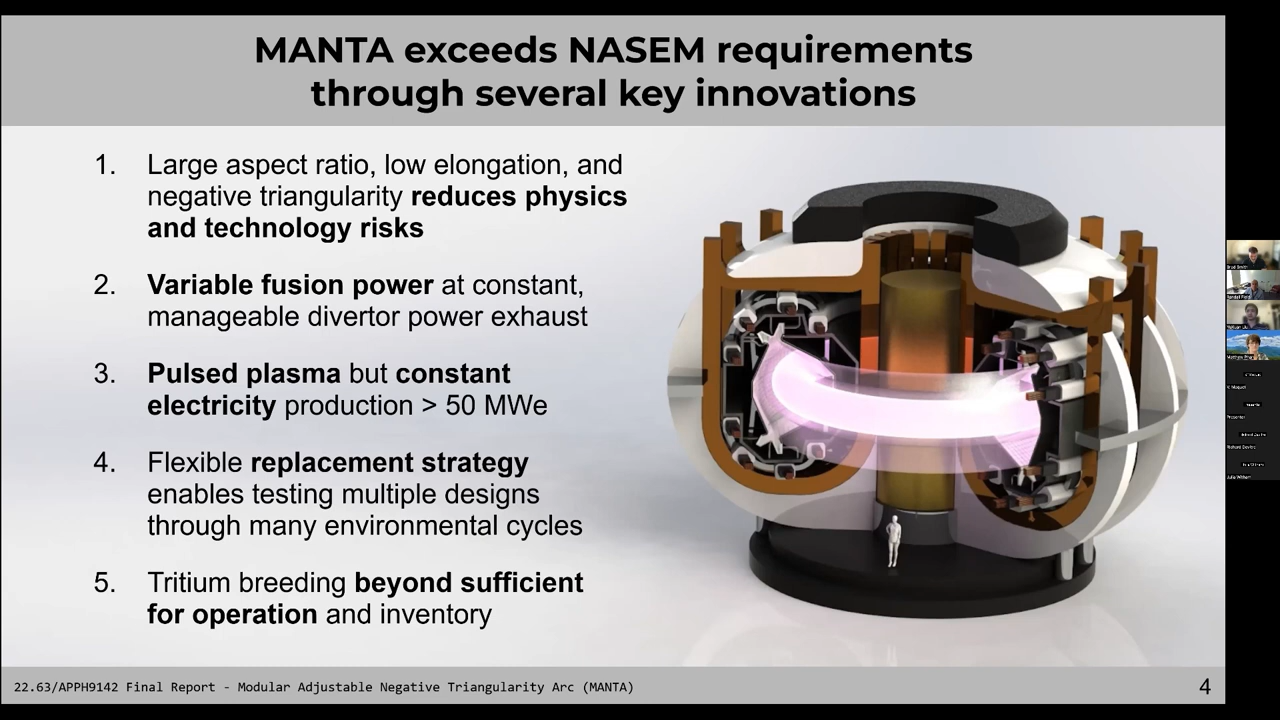 MANTA exceeds NASEM requirements
through several key innovations
1. Large aspect ratio, low elongation, and
negative triangularity reduces physics
and technology risks
2. Variable fusion power at constant,
manageable divertor power exhaust
3. Pulsed plasma but constant
electricity production > 50 MWe
4. Flexible replacement strategy
enables testing multiple designs
through many environmental cycles
5. Tritium breeding beyond sufficient
for operation and inventory
22.63/APPH9142 Final Report - Modular Adjustable Negative Triangularity Arc (MANTA)
4
Presenter